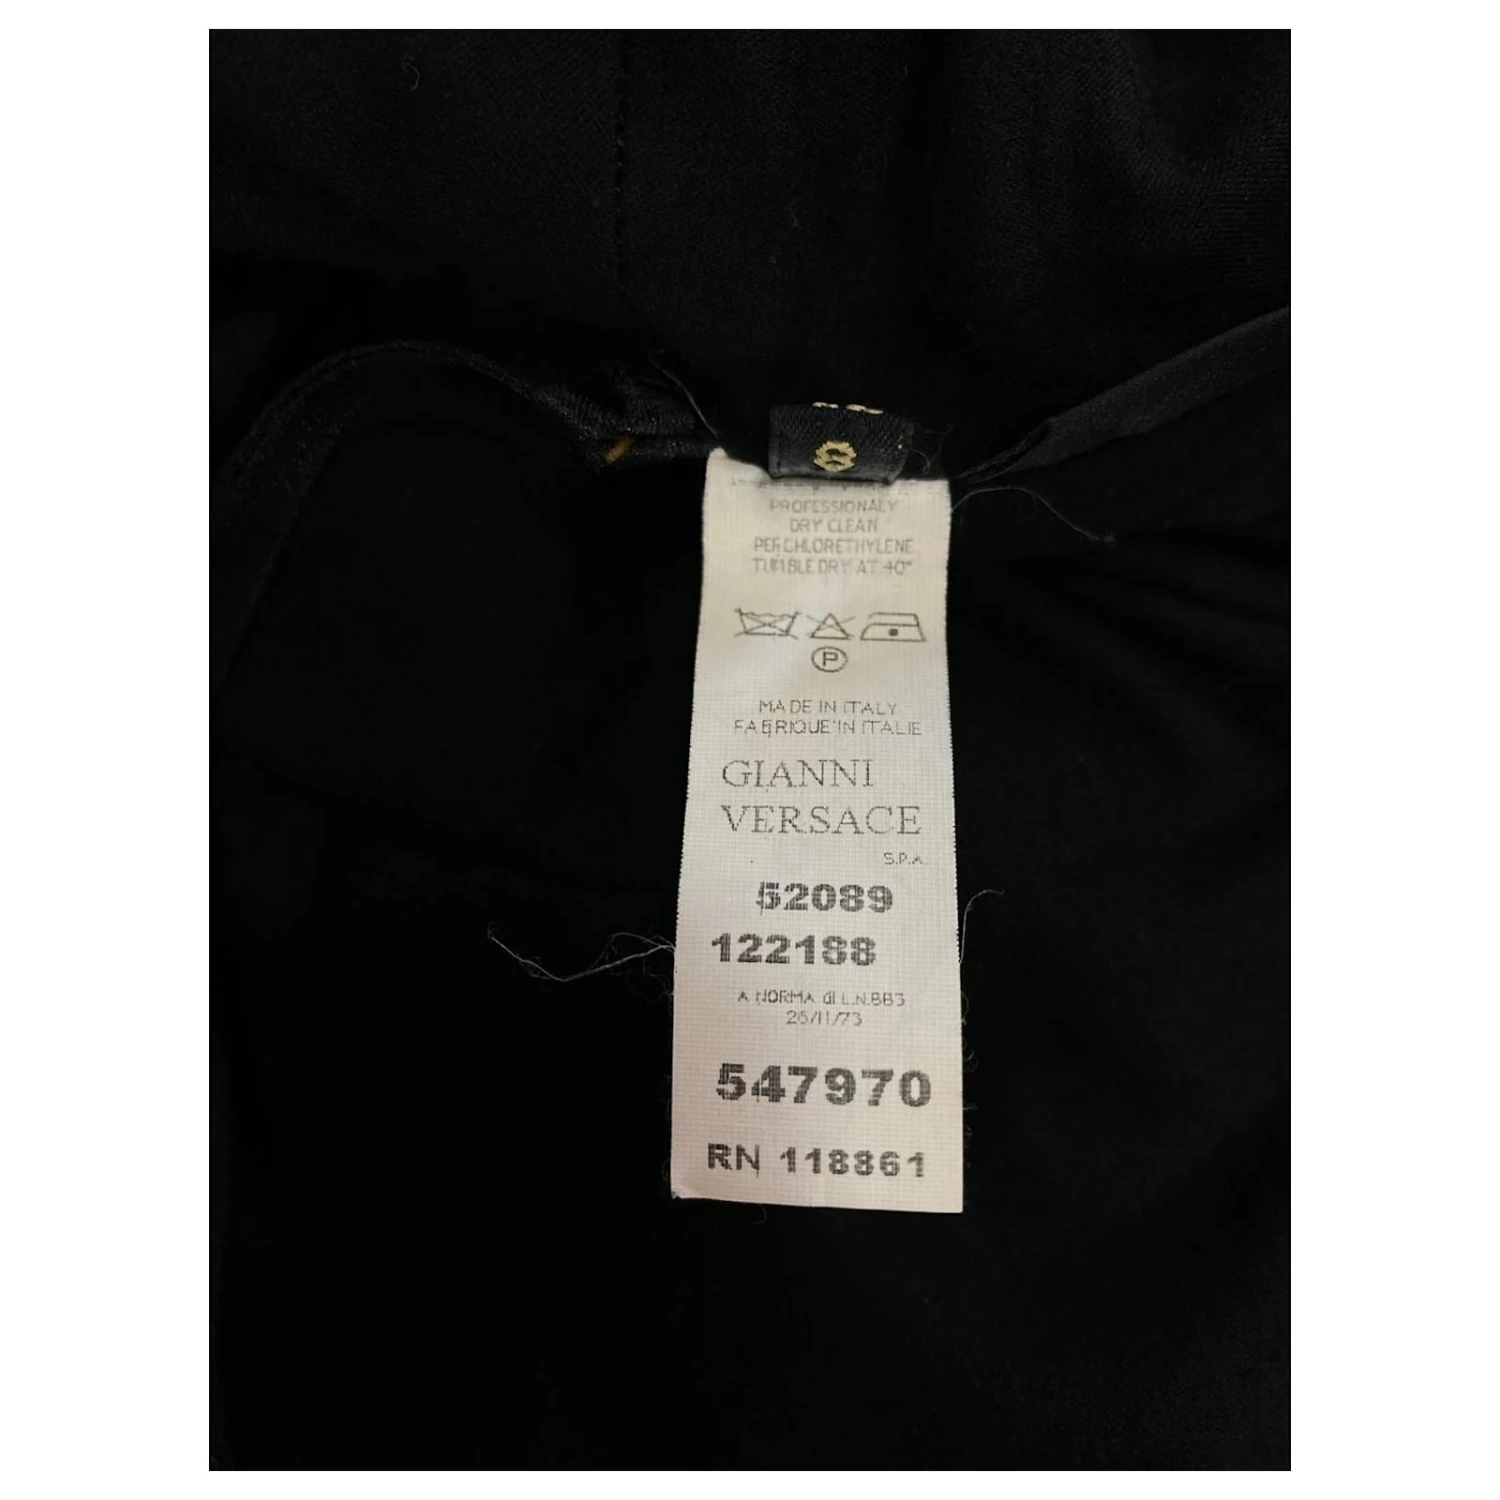 PROFESSIONALY
DRY CLEAN
PERCHLORETHYLENE
TUMBLE DRY AT 40°
P
MADE IN ITALY
FABRIQUE' IN ITALIE
GIANNI
VERSACE
S.P.A.
52089
122188
A NORMA di L.N.883
26/11/73
547970
RN 118861